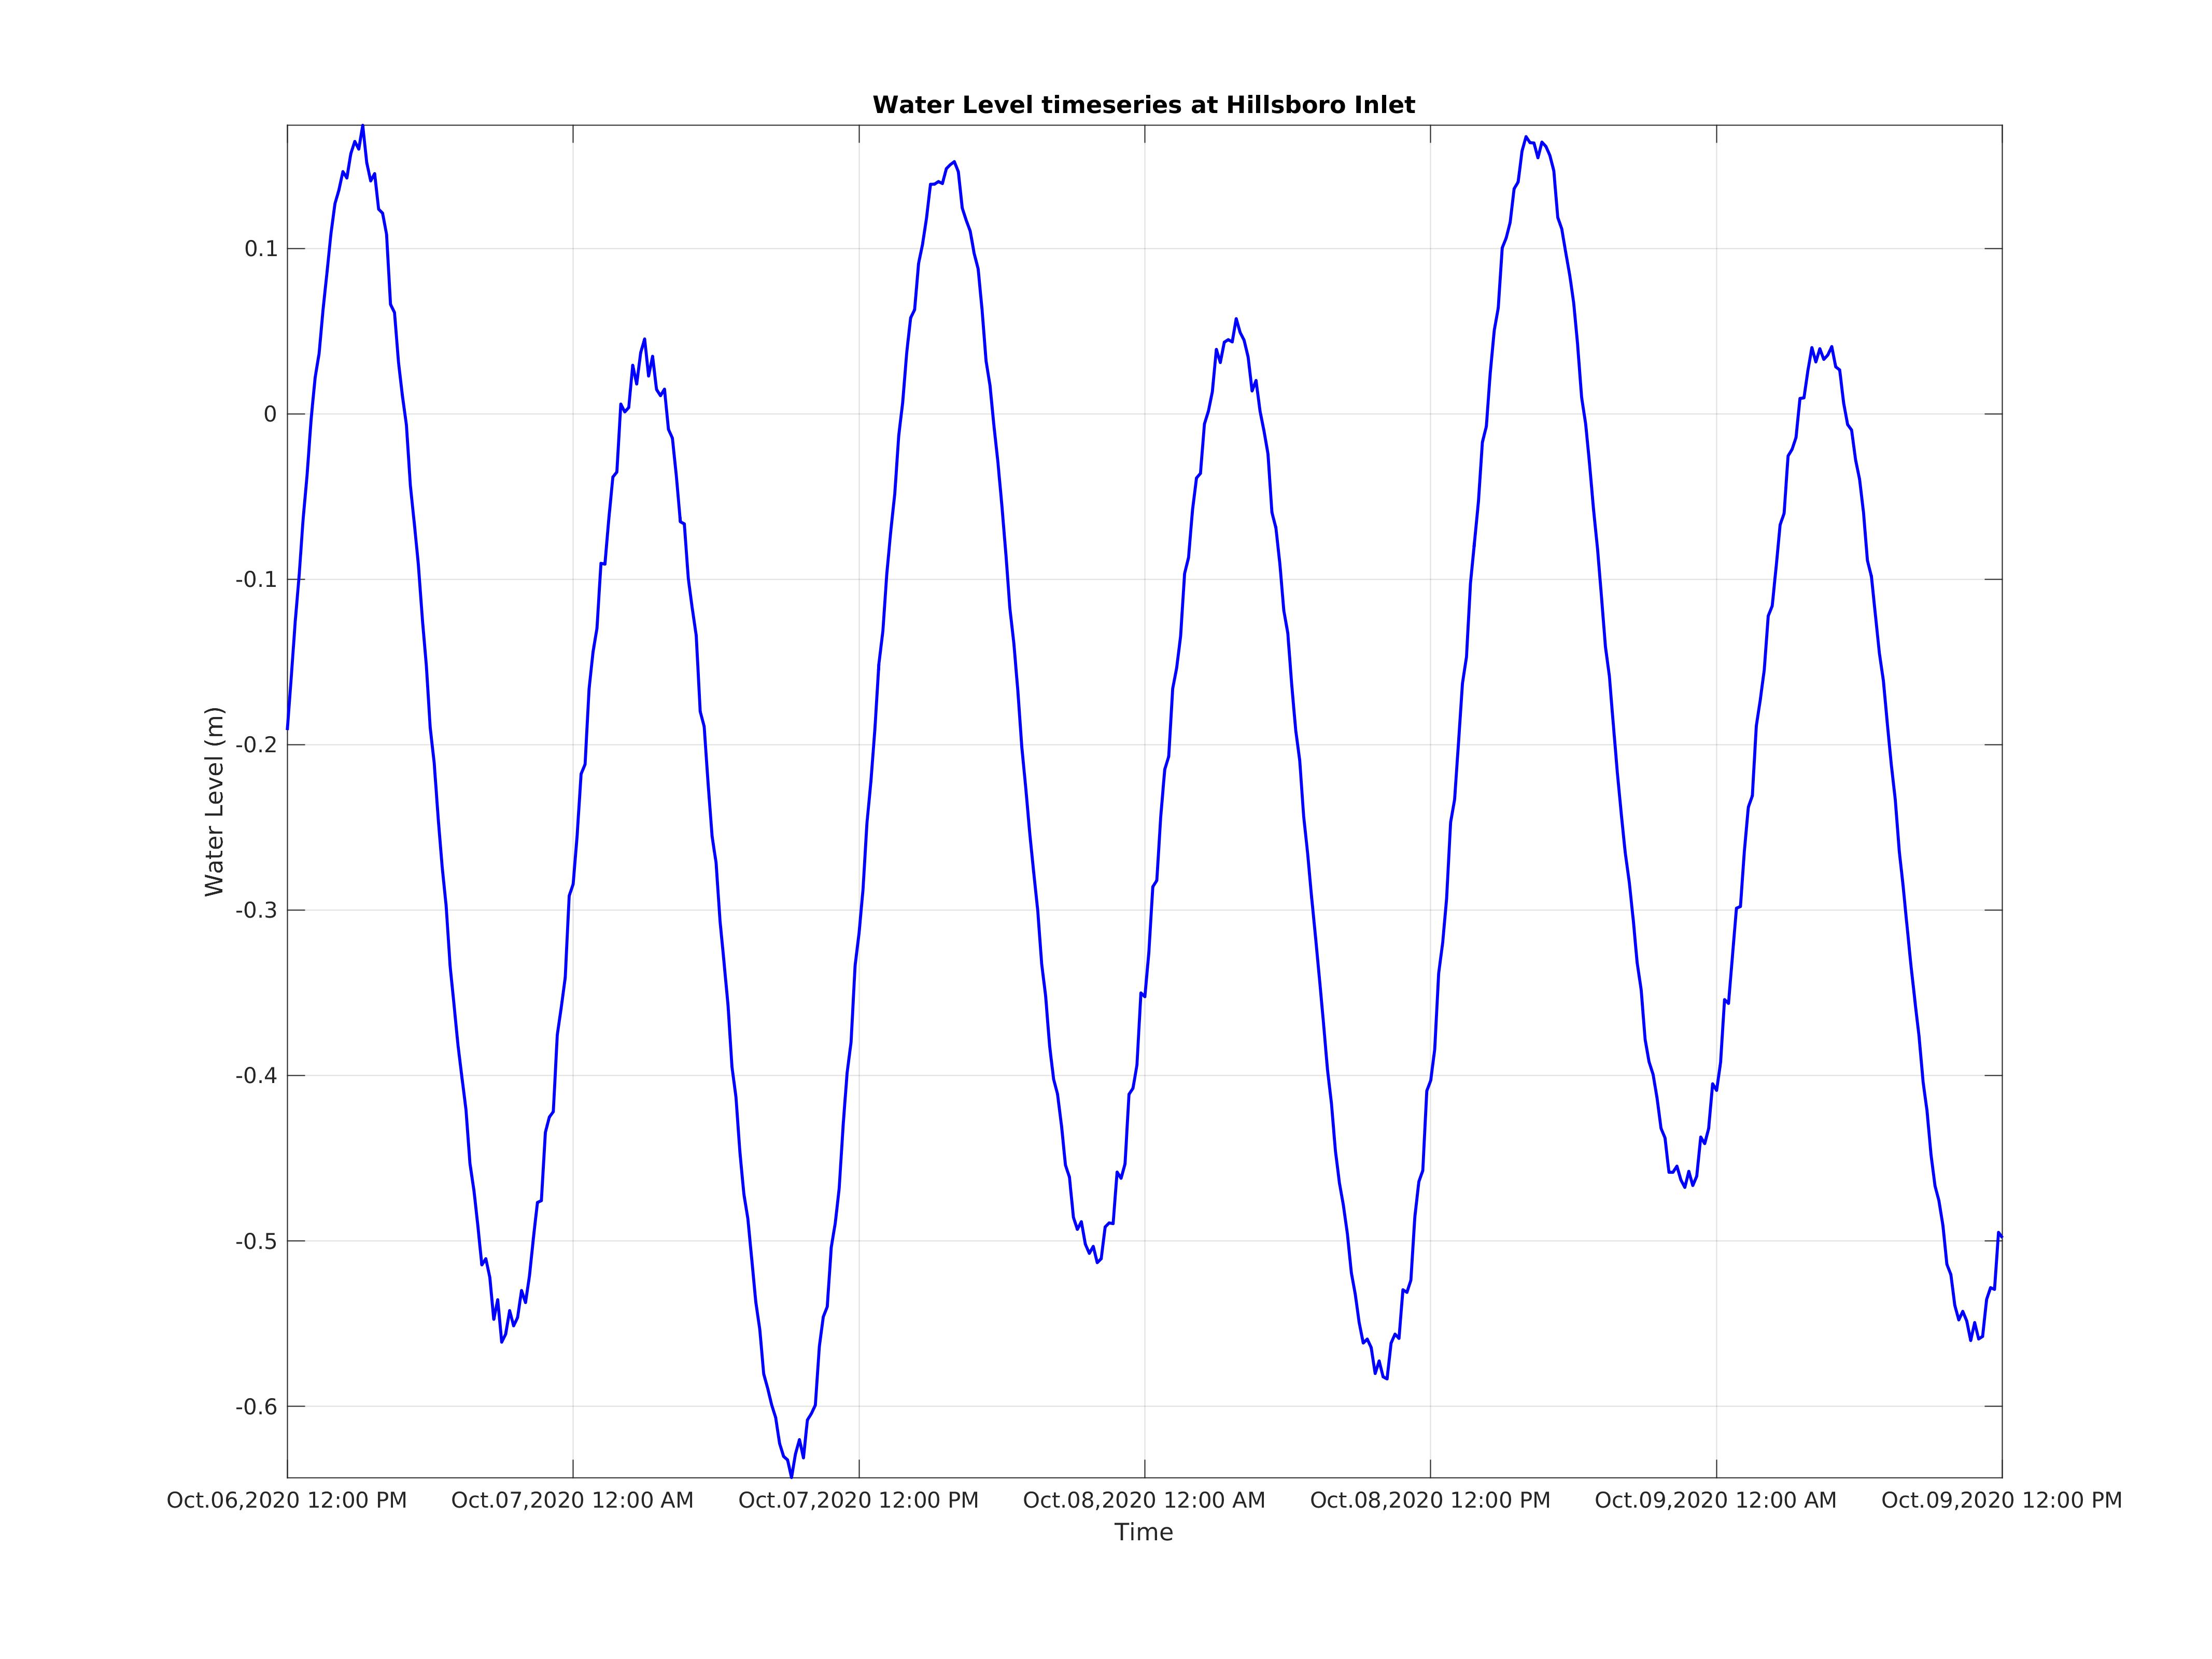 Water Level timeseries at Hillsboro Inlet
0.1
0
-0.1
-0.2
-0.3
-0.4
-0.5
-0.6
Water Level (m)
Oct.06,2020 12:00 PM Oct.07,2020 12:00 AM Oct.07,2020 12:00 PM Oct.08,2020 12:00 AM Oct.08,2020 12:00 PM Oct.09,2020 12:00 AM Oct.09,2020 12:00 PM
Time